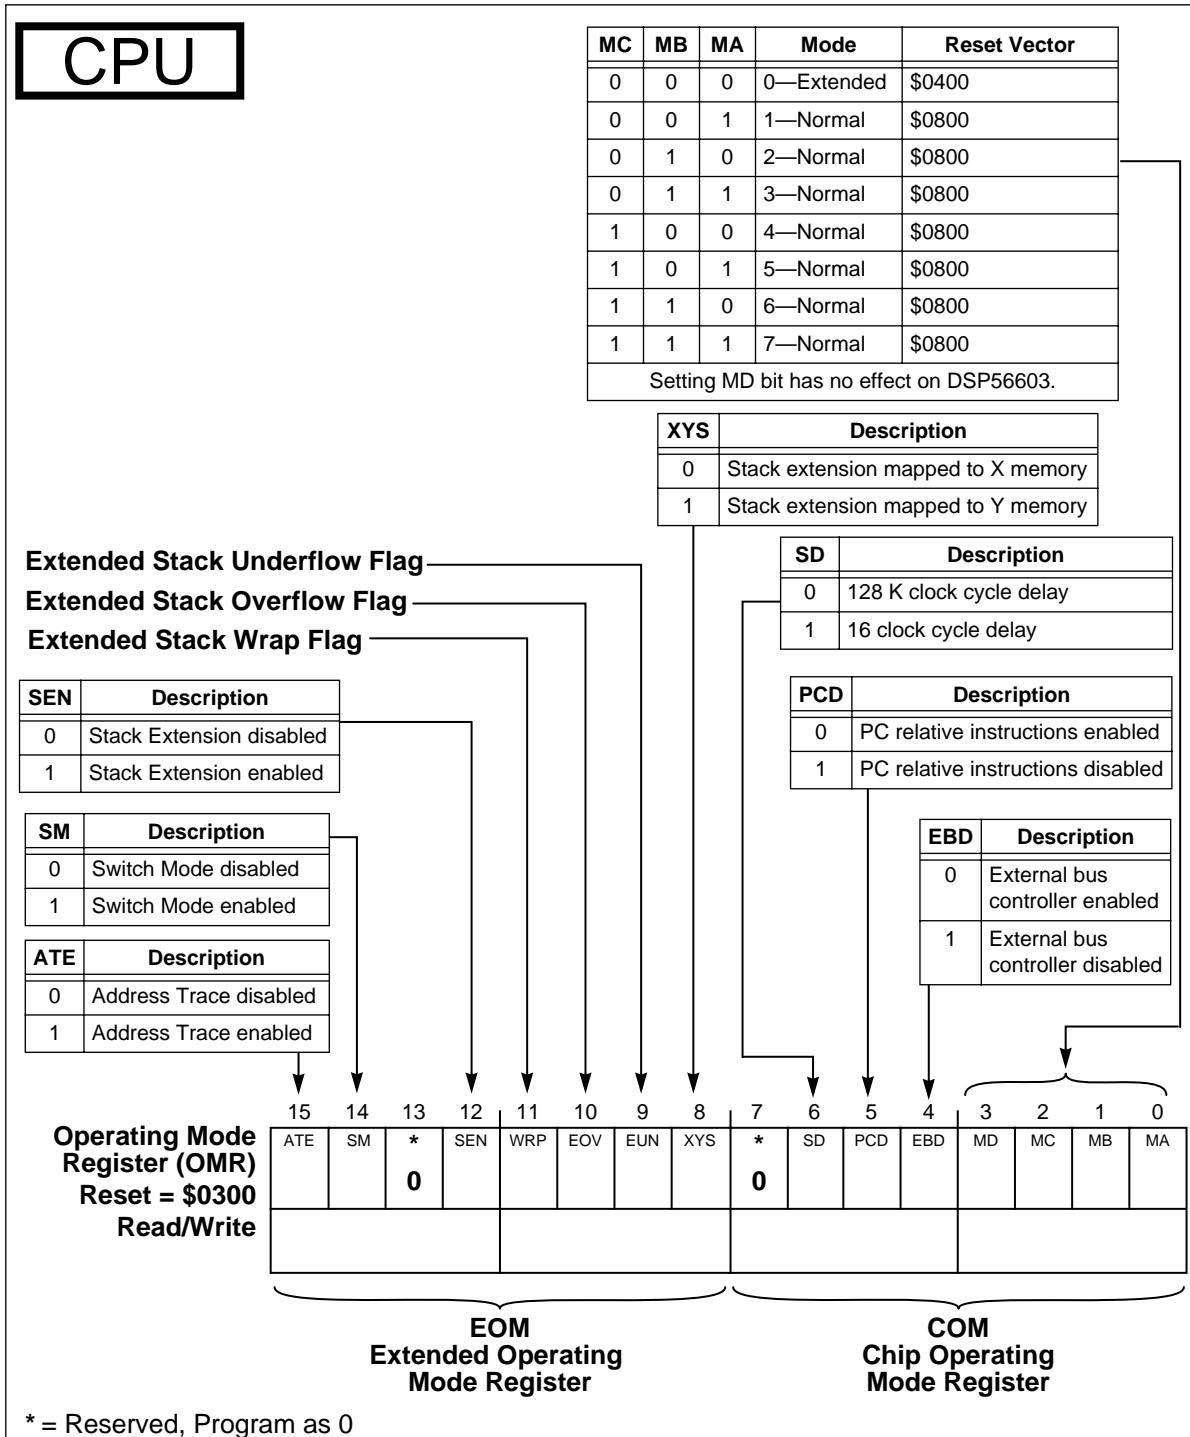 CPU
MC MB MA Mode Reset Vector
0 0 0 0—Extended $0400
0 0 1 1—Normal $0800
0 1 0 2—Normal $0800
0 1 1 3—Normal $0800
1 0 0 4—Normal $0800
1 0 1 5—Normal $0800
1 1 0 6—Normal $0800
1 1 1 7—Normal $0800
Setting MD bit has no effect on DSP56603.
XYS Description
0 Stack extension mapped to X memory
1 Stack extension mapped to Y memory
Extended Stack Underflow Flag
Extended Stack Overflow Flag
Extended Stack Wrap Flag
SD Description
0 128 K clock cycle delay
1 16 clock cycle delay
SEN Description
0 Stack Extension disabled
1 Stack Extension enabled
PCD Description
0 PC relative instructions enabled
1 PC relative instructions disabled
SM Description
0 Switch Mode disabled
1 Switch Mode enabled
EBD Description
0 External bus
controller enabled
1 External bus
controller disabled
ATE Description
0 Address Trace disabled
1 Address Trace enabled
15 14 13 12 11 10 9 8 7 6 5 4 3 2 1 0
Operating Mode
Register (OMR)
Reset = $0300
Read/Write
ATE SM * SEN WRP EOV EUN XYS * SD PCD EBD MD MC MB MA
0 0
EOM
Extended Operating
Mode Register
COM
Chip Operating
Mode Register
* = Reserved, Program as 0